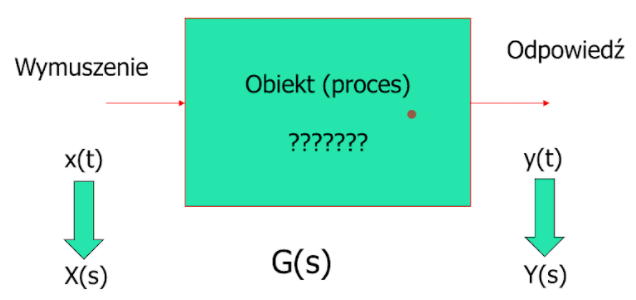 Wymuszenie
Obiekt (proces)
???????
Odpowiedź
x(t)
y(t)
X(s)
G(s)
Y(s)